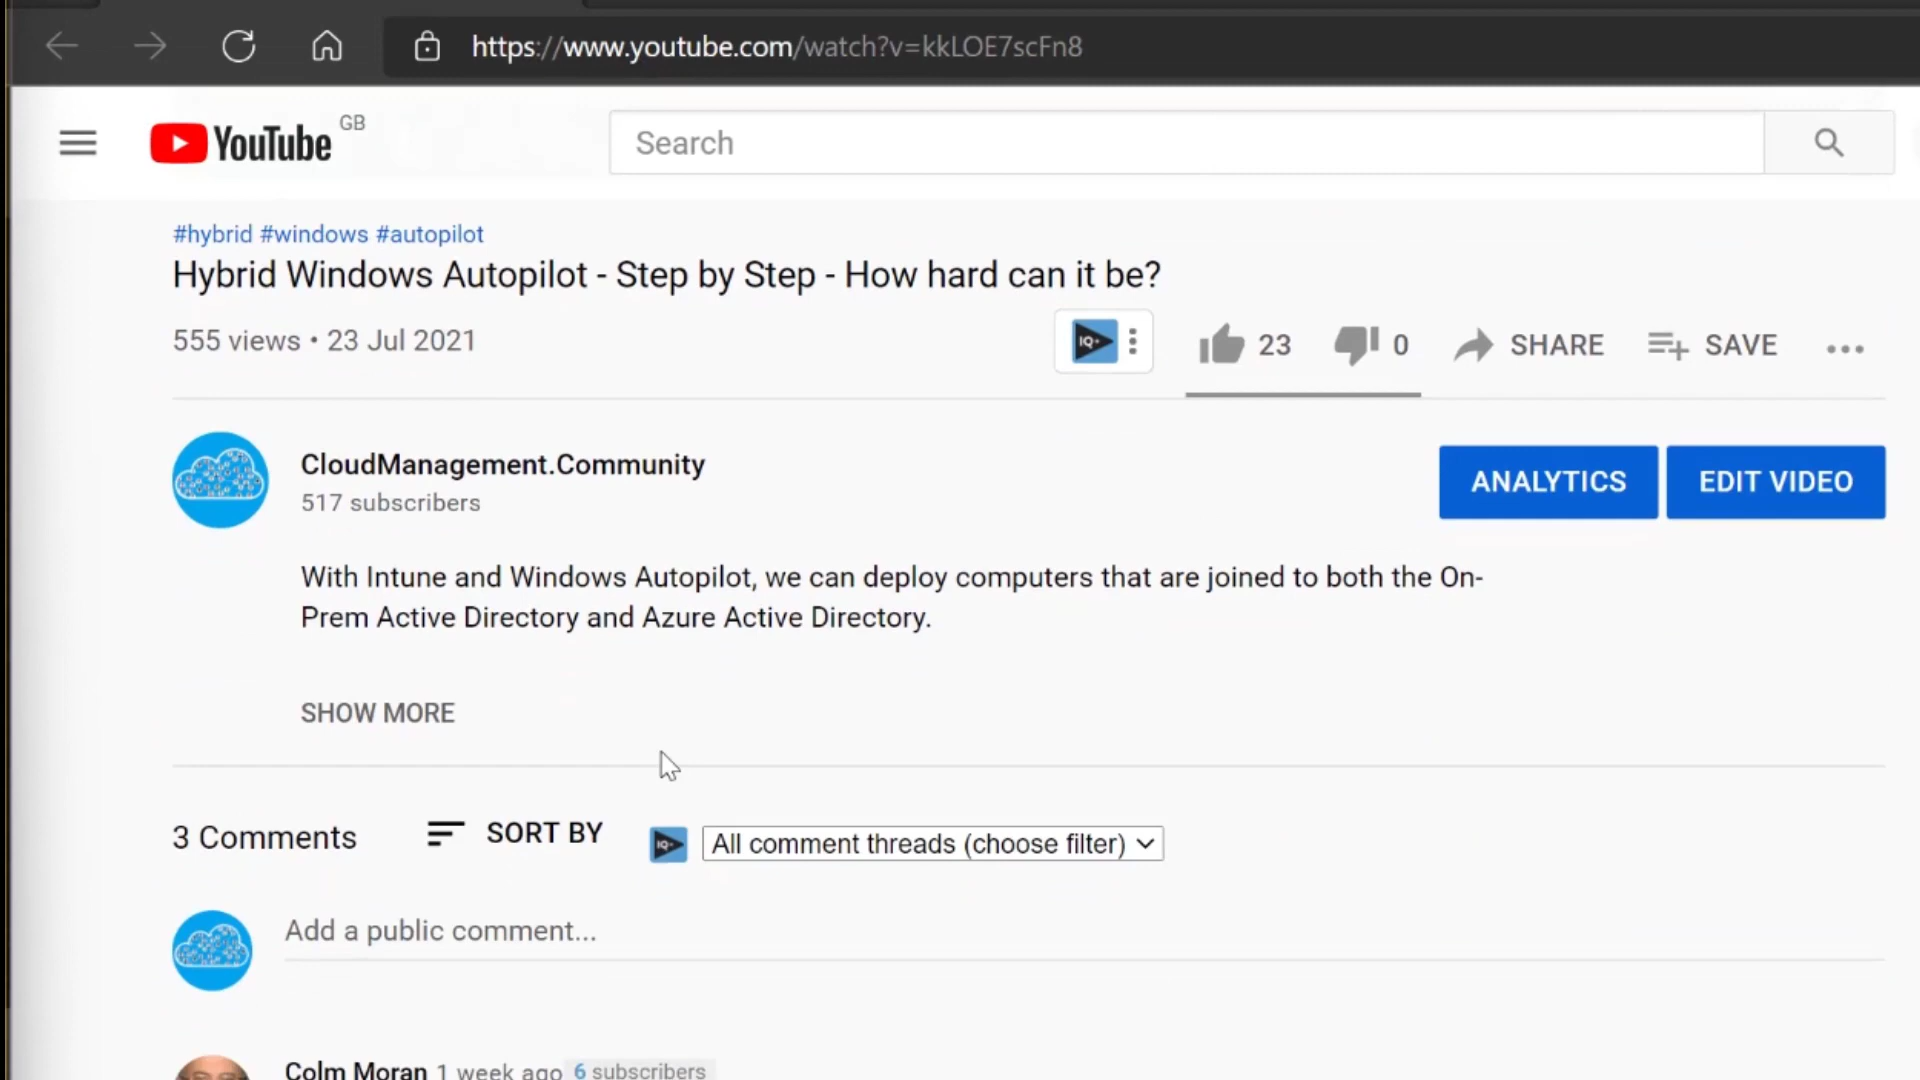 https://www.youtube.com/watch?v=kkLOE7scFn8
YouTube GB
Search
#hybrid #windows #autopilot
Hybrid Windows Autopilot - Step by Step - How hard can it be?
555 views • 23 Jul 2021
IQ
23
0
SHARE
SAVE
CloudManagement.Community
517 subscribers
ANALYTICS
EDIT VIDEO
With Intune and Windows Autopilot, we can deploy computers that are joined to both the On-
Prem Active Directory and Azure Active Directory.
SHOW MORE
3 Comments
SORT BY
IQ
All comment threads (choose filter)
Add a public comment...
Colm Moran 1 week ago 6 subscribers